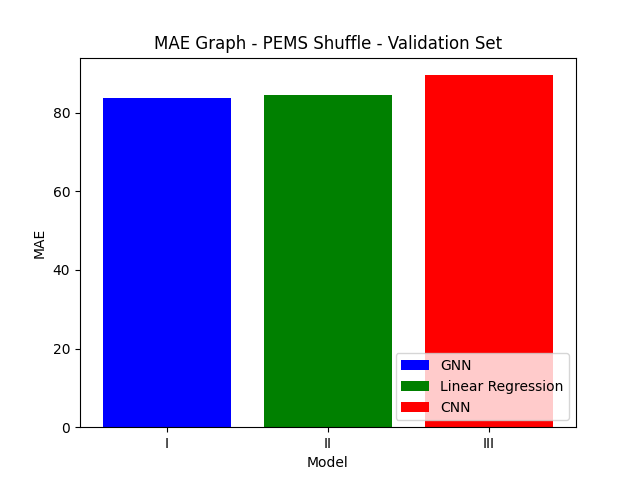 MAE Graph - PEMS Shuffle - Validation Set
80
60
40
20
0
MAE
I
II
III
Model
GNN
Linear Regression
CNN